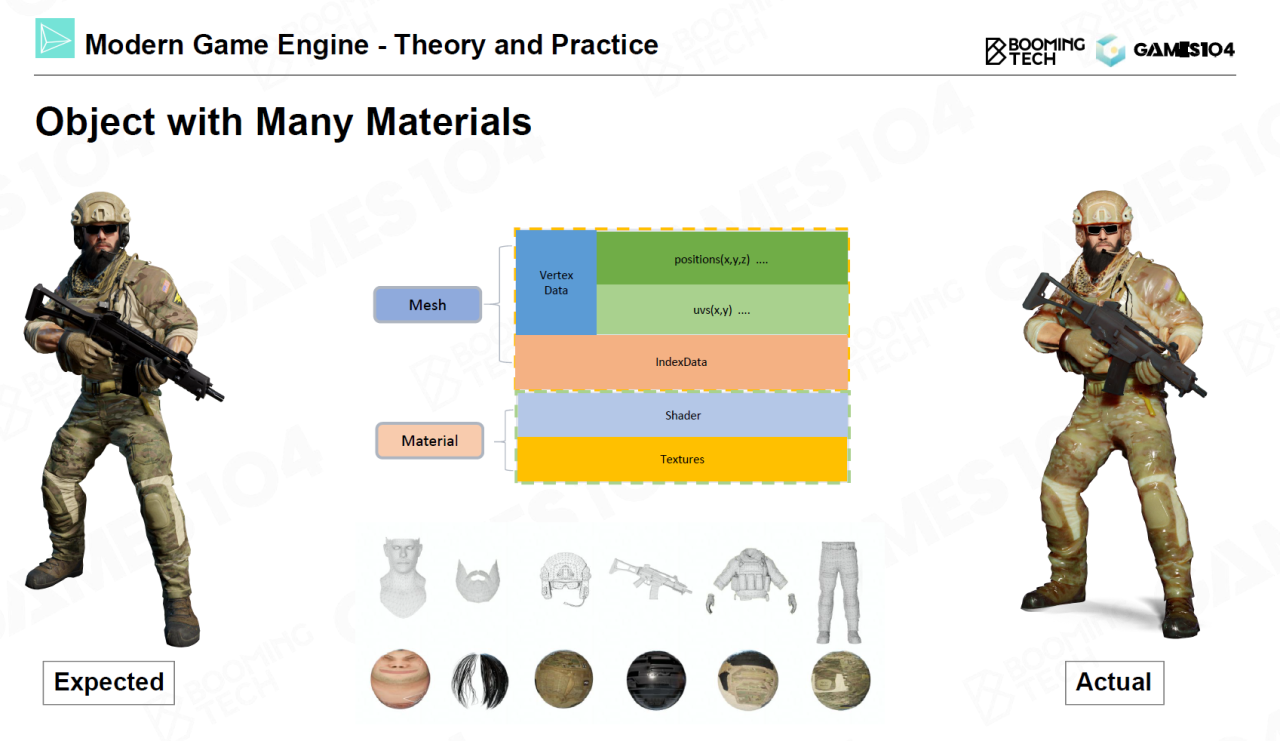 Modern Game Engine - Theory and Practice
BOOMING
TECH
GAMES104
Object with Many Materials
Mesh
Vertex
Data
positions(x,y,z) ....
uvs(x,y) ....
IndexData
Material
Shader
Textures
Expected
Actual